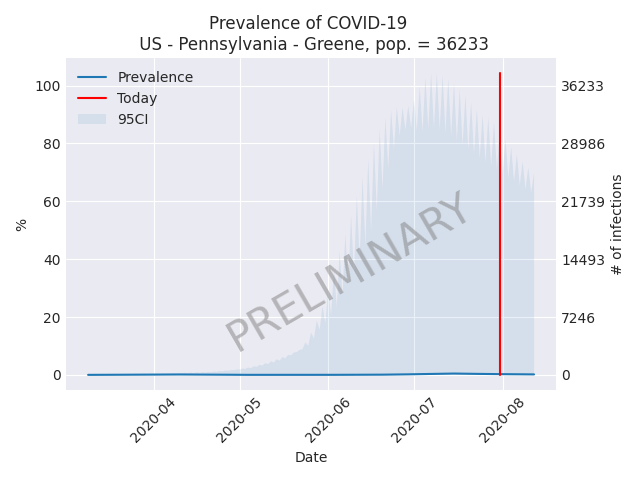 Prevalence of COVID-19
US - Pennsylvania - Greene, pop. = 36233
Prevalence
Today
95CI
100
80
60
40
20
0
%
36233
28986
21739
14493
7246
0
# of infections
PRELIMINARY
2020-04
2020-05
2020-06
2020-07
2020-08
Date